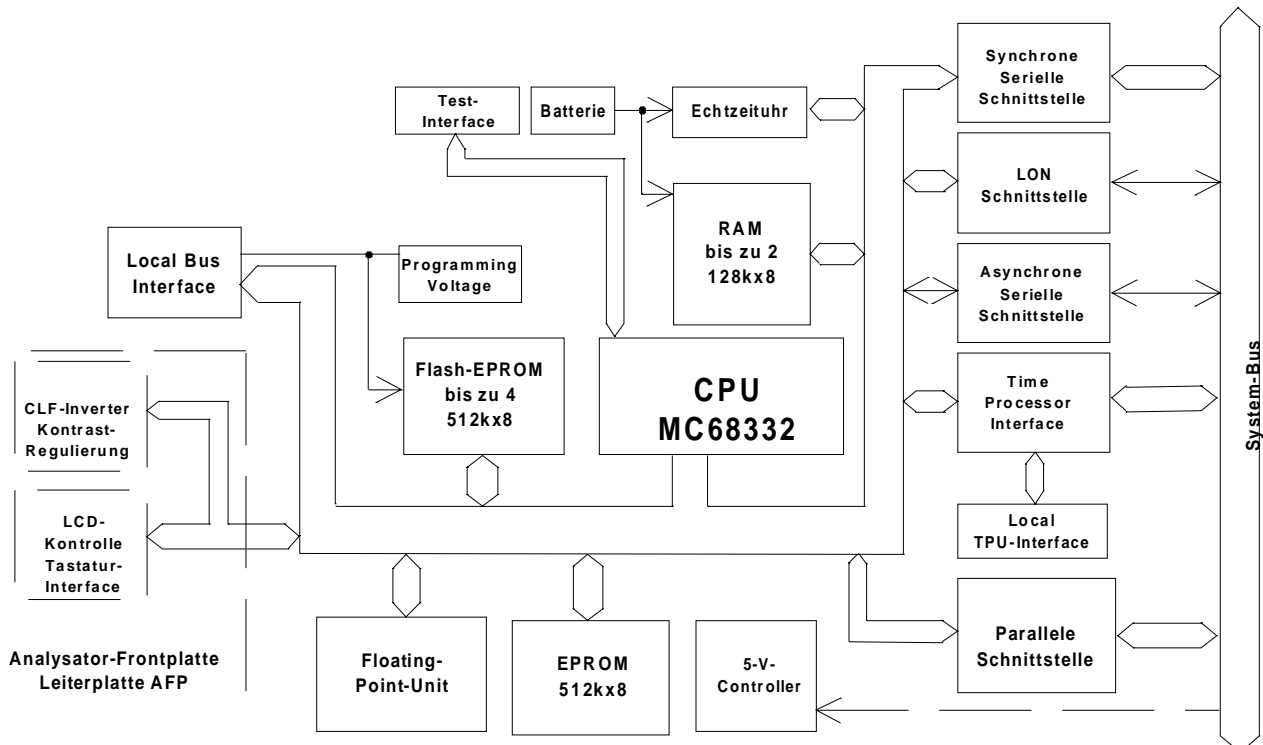 Synchrone
Serielle
Schnittstelle
Test-
Interface
Batterie
Echtzeituhr
LON
Schnittstelle
RAM
bis zu 2
128kx8
Local Bus
Interface
Programming
Voltage
Asynchrone
Serielle
Schnittstelle
Flash-EPROM
bis zu 4
512kx8
CPU
MC68332
Time
Processor
Interface
System-Bus
CLF-Inverter
Kontrast-
Regulierung
LCD-
Kontrolle
Tastatur-
Interface
Local
TPU-Interface
Analysator-Frontplatte
Leiterplatte AFP
Floating-
Point-Unit
EPROM
512kx8
5-V-
Controller
Parallele
Schnittstelle